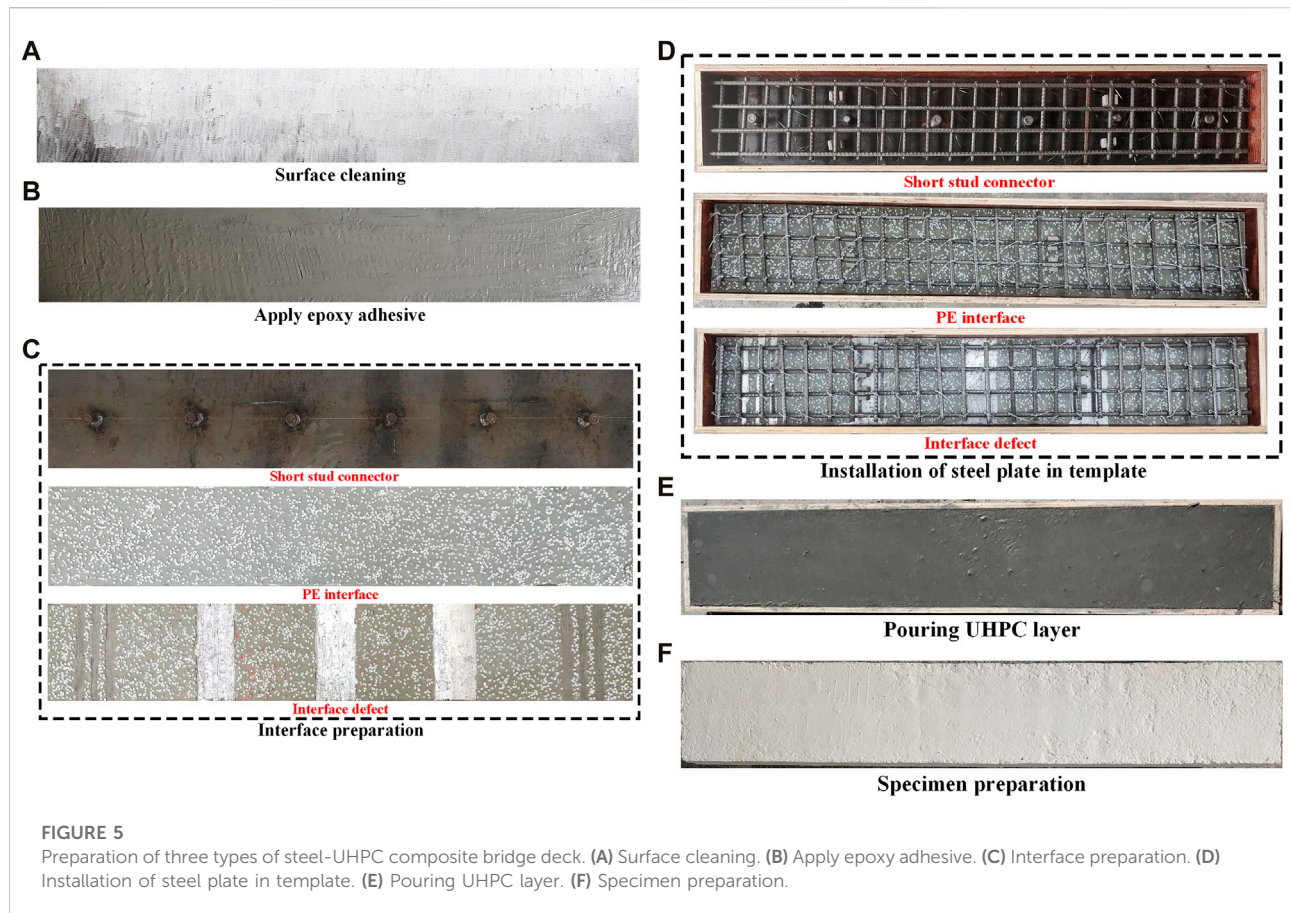 A
Surface cleaning
B
Apply epoxy adhesive
C
Short stud connector
PE interface
Interface defect
Interface preparation
D
Short stud connector
PE interface
Interface defect
Installation of steel plate in template
E
Pouring UHPC layer
F
Specimen preparation
FIGURE 5
Preparation of three types of steel-UHPC composite bridge deck. (A) Surface cleaning. (B) Apply epoxy adhesive. (C) Interface preparation. (D)
Installation of steel plate in template. (E) Pouring UHPC layer. (F) Specimen preparation.